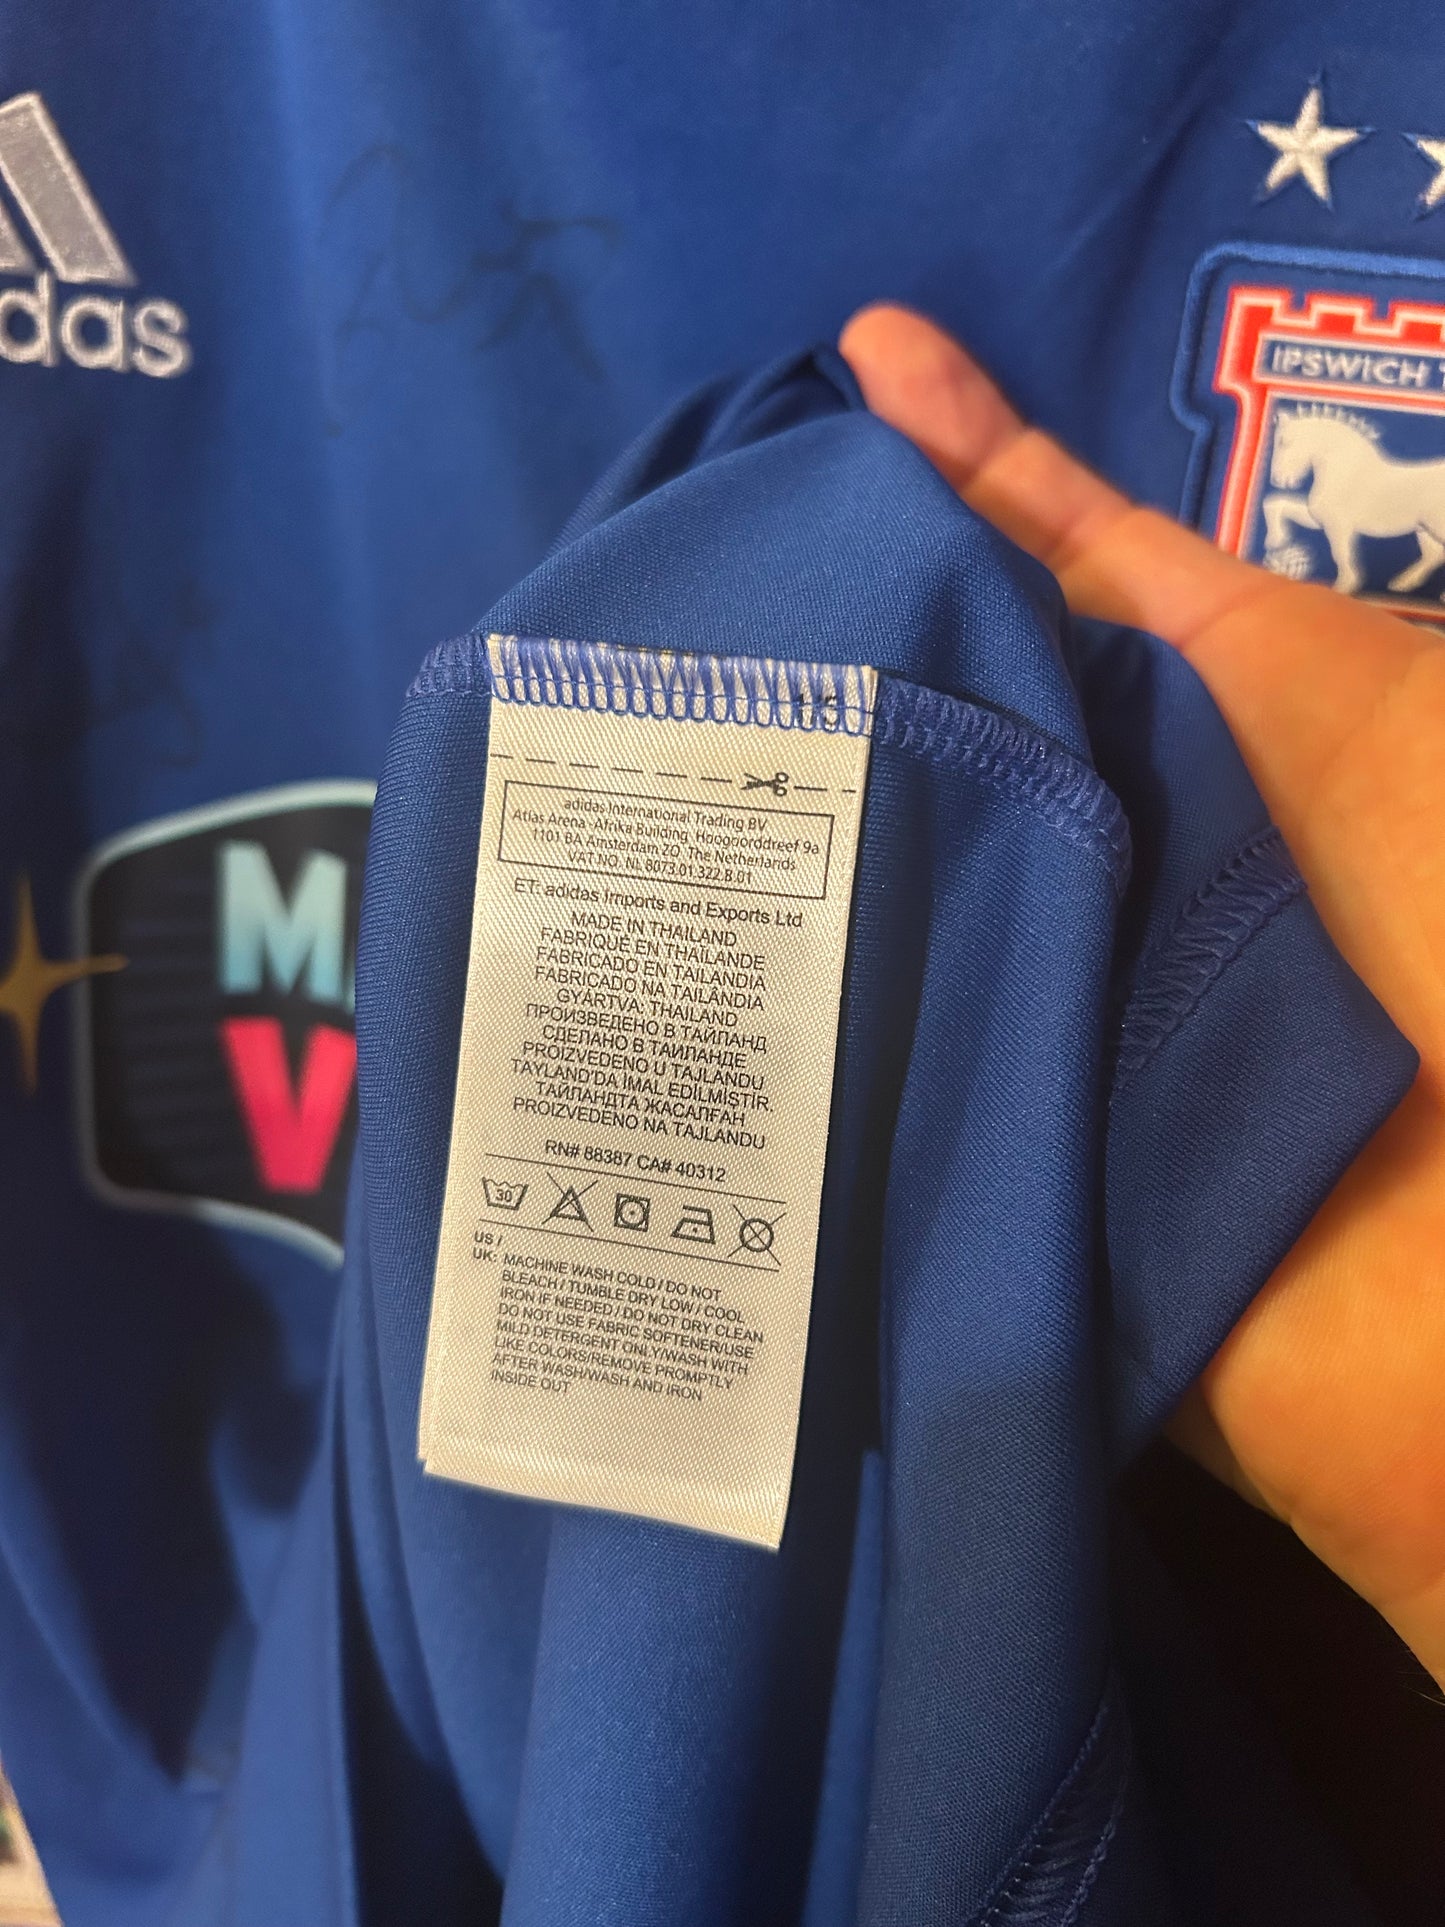 das
IPSWICH T
M
V
1/3
adidas International Trading BV
Atlas Arena -Afrika Building Hoogoorddreef 9a
1101 BA Amsterdam ZO The Netherlands
VAT NO. NL 8073.01.322.B.01
ET: adidas Imports and Exports Ltd
MADE IN THAILAND
FABRIQUÉ EN THAÏLANDE
FABRICADO EN TAILANDIA
FABRICADO NA TAILÂNDIA
GYÁRTVA: THAILAND
ПРОИЗВЕДЕНО В ТАЙЛАНД
СДЕЛАНО В ТАИЛАНДЕ
PROIZVEDENO U TAJLANDU
TAYLAND'DA İMAL EDİLMİSTİR.
ТАЙЛАНДТА ЖАСАЛҒАН
PROIZVEDENO NA TAJLANDU
RN# 88387 CA# 40312
30
US /
UK: MACHINE WASH COLD / DO NOT
BLEACH / TUMBLE DRY LOW / COOL
IRON IF NEEDED / DO NOT DRY CLEAN
DO NOT USE FABRIC SOFTENER/USE
MILD DETERGENT ONLY/WASH WITH
LIKE COLORS/REMOVE PROMPTLY
AFTER WASH/WASH AND IRON
INSIDE OUT